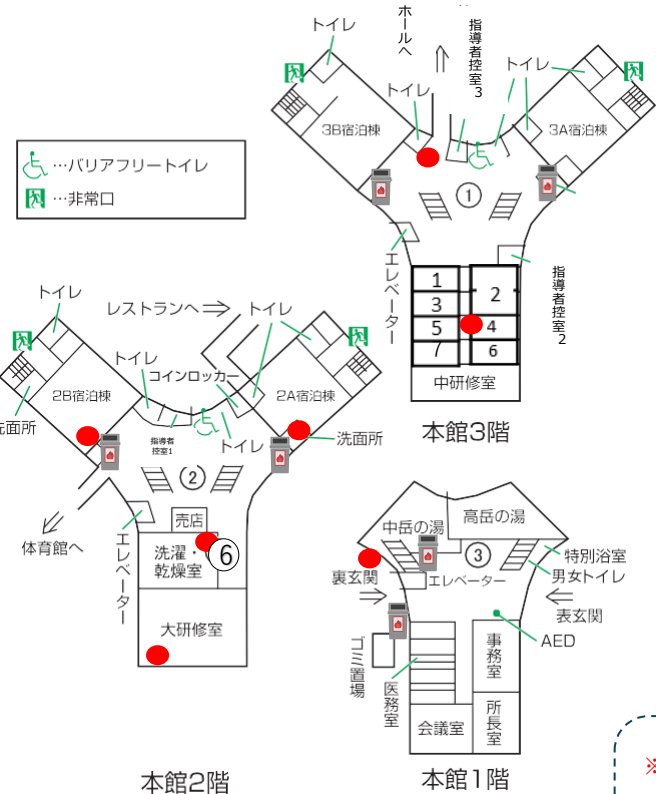 …バリアフリートイレ
…非常口
ホールへ
指導者控室3
トイレ
トイレ
トイレ
3B宿泊棟
3A宿泊棟
①
エレベーター
指導者控室2
1
2
3
4
5
6
7
中研修室
本館3階
トイレ
レストランへ
トイレ
トイレ
コインロッカー
2B宿泊棟
2A宿泊棟
洗面所
指導者
控室1
トイレ
洗面所
②
体育館へ
エレベーター
売店
洗濯・
乾燥室
⑥
大研修室
本館2階
中岳の湯
高岳の湯
③
特別浴室
男女トイレ
裏玄関
エレベーター
表玄関
AED
ゴミ置場
医務室
事務室
所長室
会議室
本館1階
※